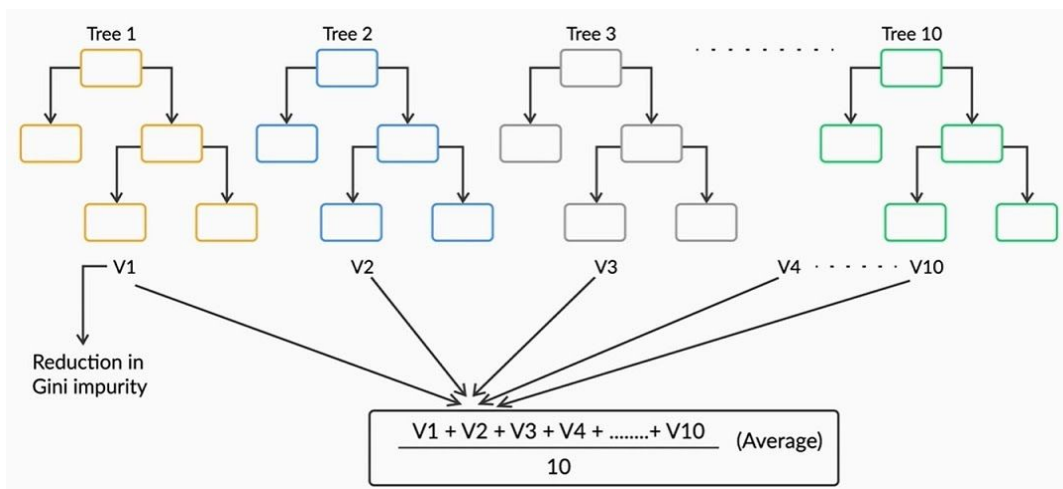 Tree 1
Tree 2
Tree 3
. . . . . . . . . . . .
Tree 10
V1
V2
V3
V4 . . . . . . . V10
Reduction in
Gini impurity
V1 + V2 + V3 + V4 + ........+ V10
10
(Average)